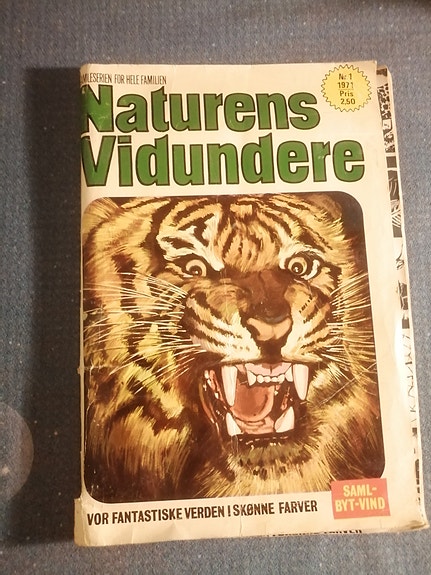 MLESERIEN FOR HELE FAMILIEN
Nr. 1
1971
Pris
2,50
Naturens
Vidundere
SAML-
BYT-VIND
VOR FANTASTISKE VERDEN I SKØNNE FARVER